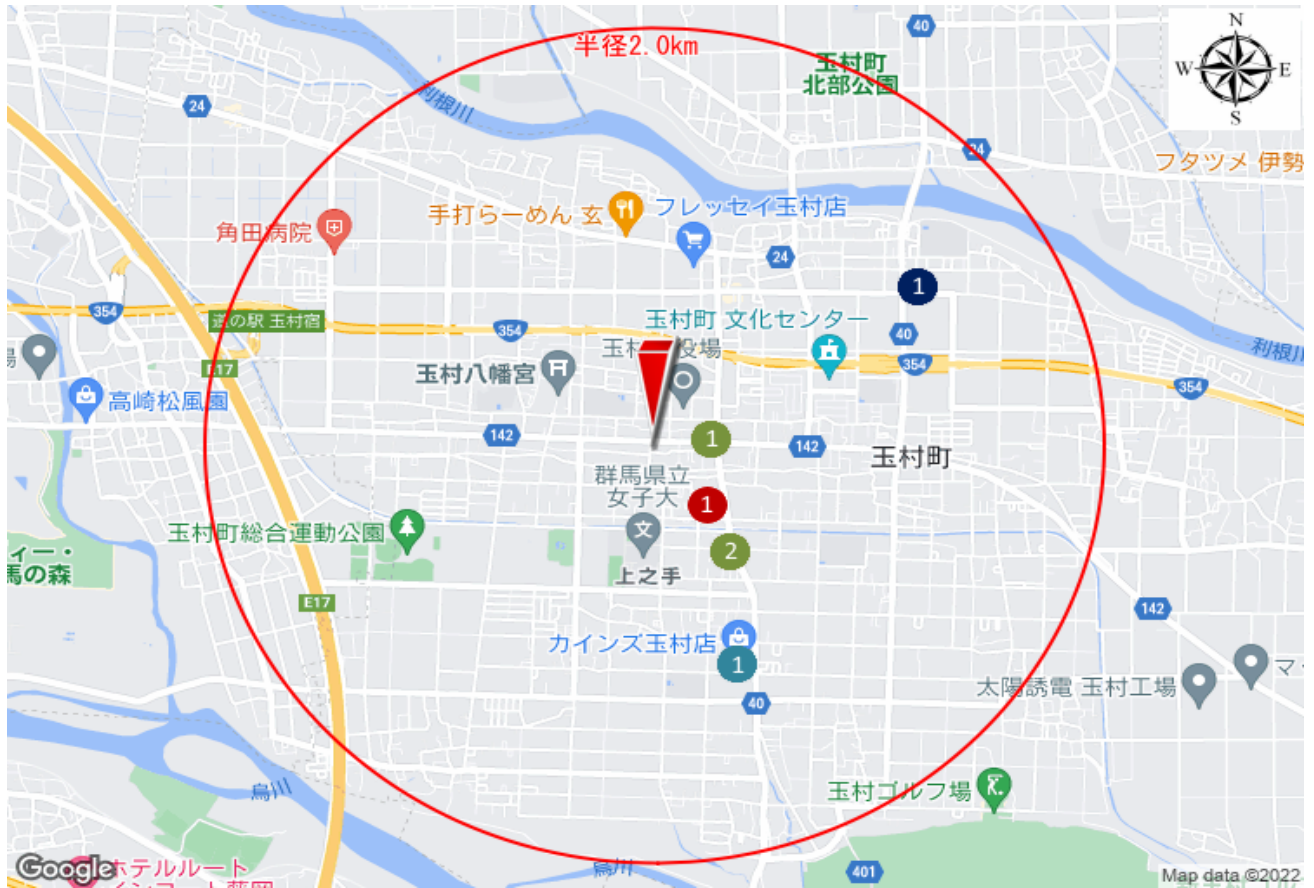 半径2.0km
40
N
W
E
S
玉村町
北部公園
24
利根川
24
フタツメ 伊勢
手打らーめん 玄
フレッセイ玉村店
角田病院
24
1
354
道の駅 玉村宿
354
玉村町 文化センター
40
利根川
E17
354
玉村八幡宮
354
高崎松風園
142
1
142
玉村町
群馬県立
女子大
1
玉村町総合運動公園
2
馬の森
上之手
E17
142
カインズ玉村店
1
太陽誘電 玉村工場
40
烏川
玉村ゴルフ場
烏川
401
Google
ホテルルート
Map data ©2022